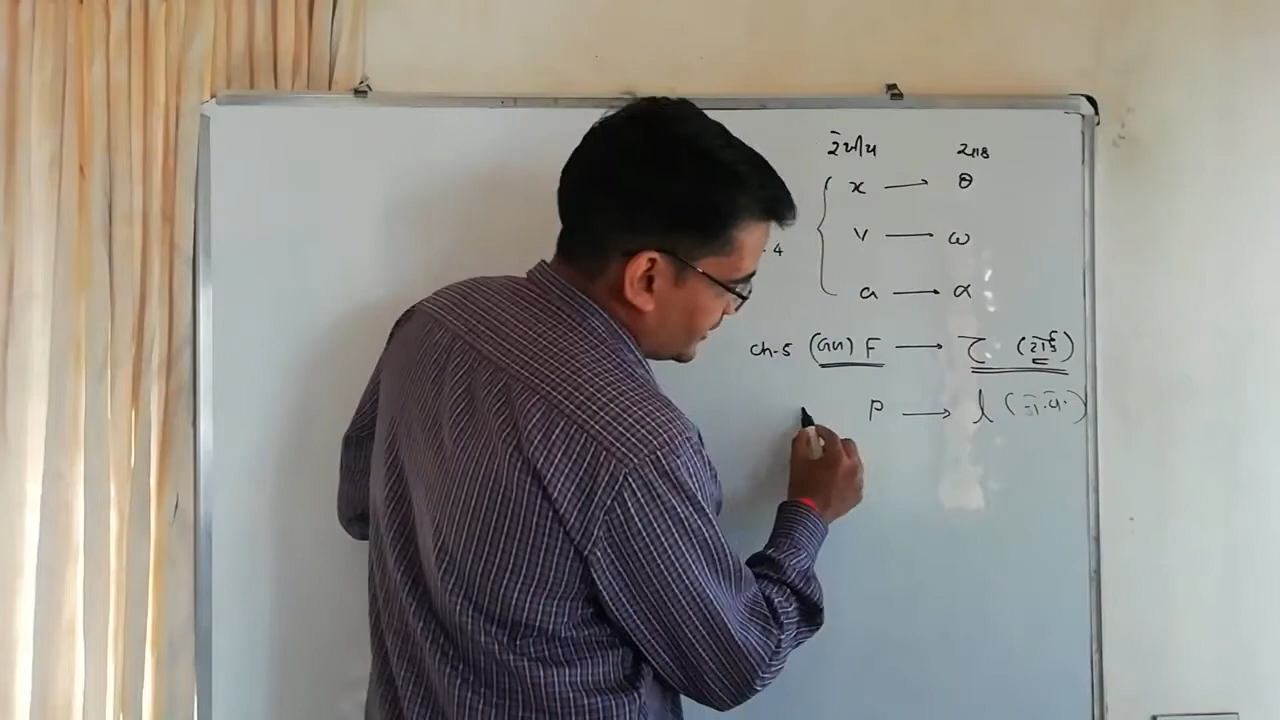 રેખીય ચાક
x → θ
v → ω
. 4
a → α
ch-5 (બળ) F → τ (ટૉર્ક)
P → l (કો.વે.)